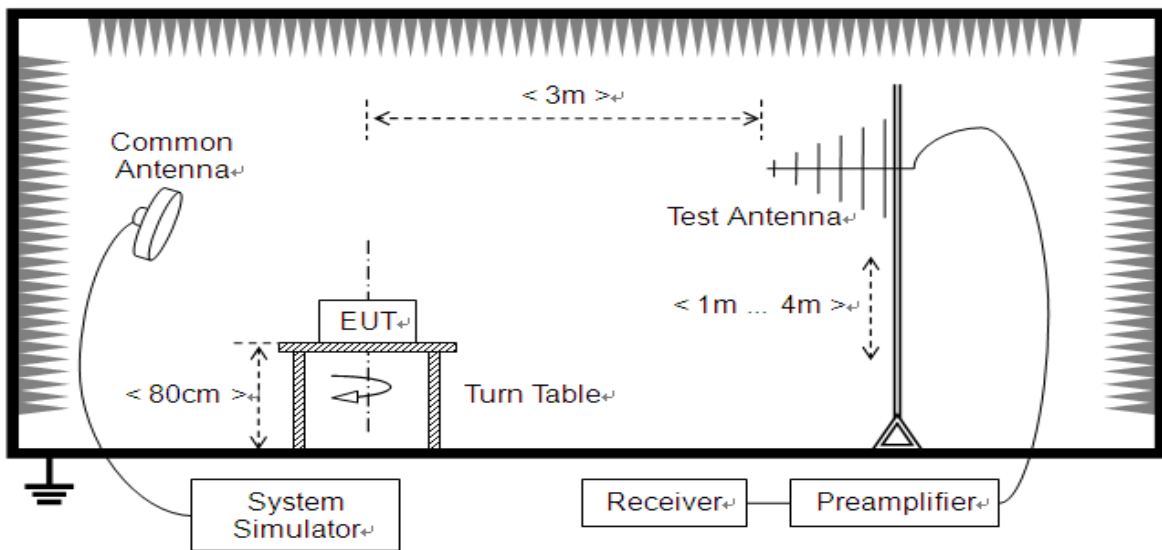 < 3m >↵
Common
Antenna↵
Test Antenna↵
< 1m ... 4m >↵
EUT↵
< 80cm >↵
Turn Table↵
System
Simulator↵
Receiver↵
Preamplifier↵